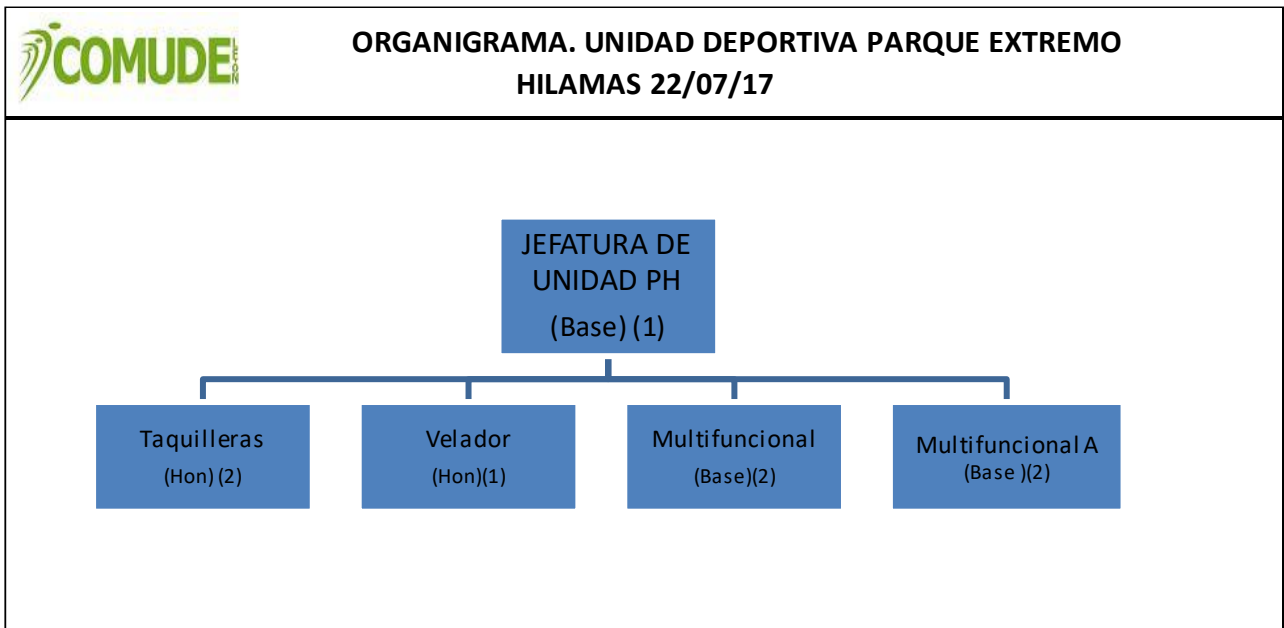 COMUDE
LEON
ORGANIGRAMA. UNIDAD DEPORTIVA PARQUE EXTREMO
HILAMAS 22/07/17
JEFATURA DE
UNIDAD PH
(Base) (1)
Taquilleras
(Hon) (2)
Velador
(Hon)(1)
Multifuncional
(Base)(2)
Multifuncional A
(Base )(2)